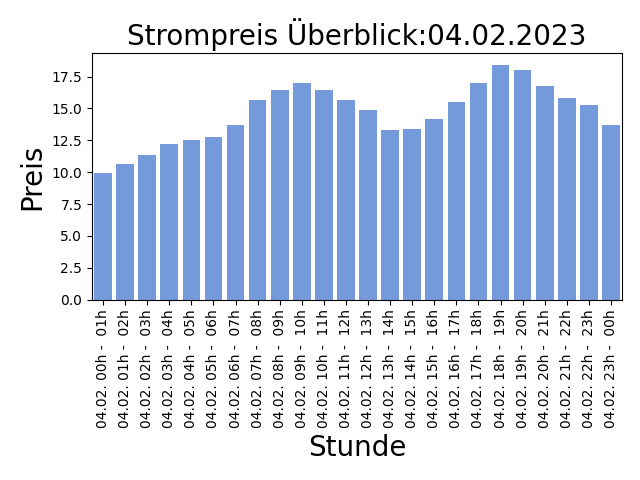 Strompreis Überblick:04.02.2023
Preis
17.5
15.0
12.5
10.0
7.5
5.0
2.5
0.0
04.02. 00h - 01h
04.02. 01h - 02h
04.02. 02h - 03h
04.02. 03h - 04h
04.02. 04h - 05h
04.02. 05h - 06h
04.02. 06h - 07h
04.02. 07h - 08h
04.02. 08h - 09h
04.02. 09h - 10h
04.02. 10h - 11h
04.02. 11h - 12h
04.02. 12h - 13h
04.02. 13h - 14h
04.02. 14h - 15h
04.02. 15h - 16h
04.02. 16h - 17h
04.02. 17h - 18h
04.02. 18h - 19h
04.02. 19h - 20h
04.02. 20h - 21h
04.02. 21h - 22h
04.02. 22h - 23h
04.02. 23h - 00h
Stunde